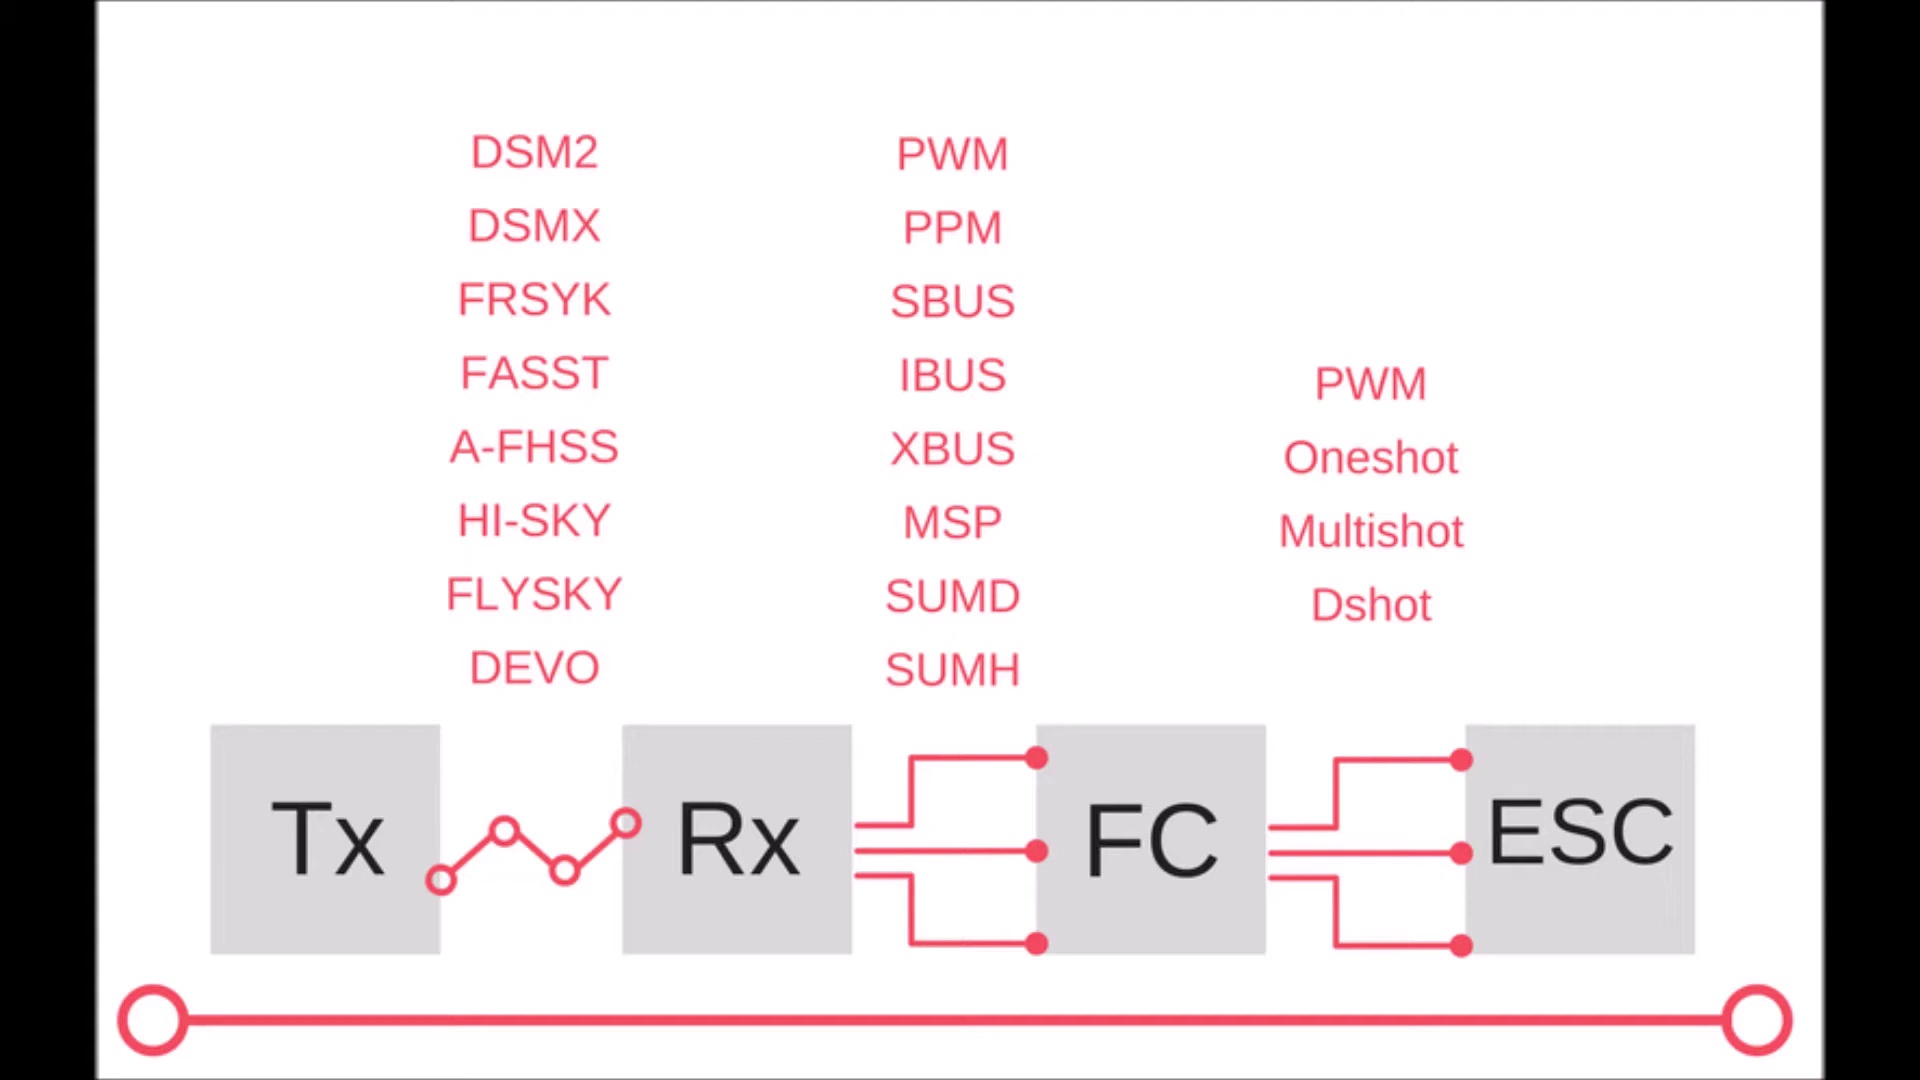 DSM2
DSMX
FRSYK
FASST
A-FHSS
HI-SKY
FLYSKY
DEVO
PWM
PPM
SBUS
IBUS
XBUS
MSP
SUMD
SUMH
PWM
Oneshot
Multishot
Dshot
Tx
Rx
FC
ESC